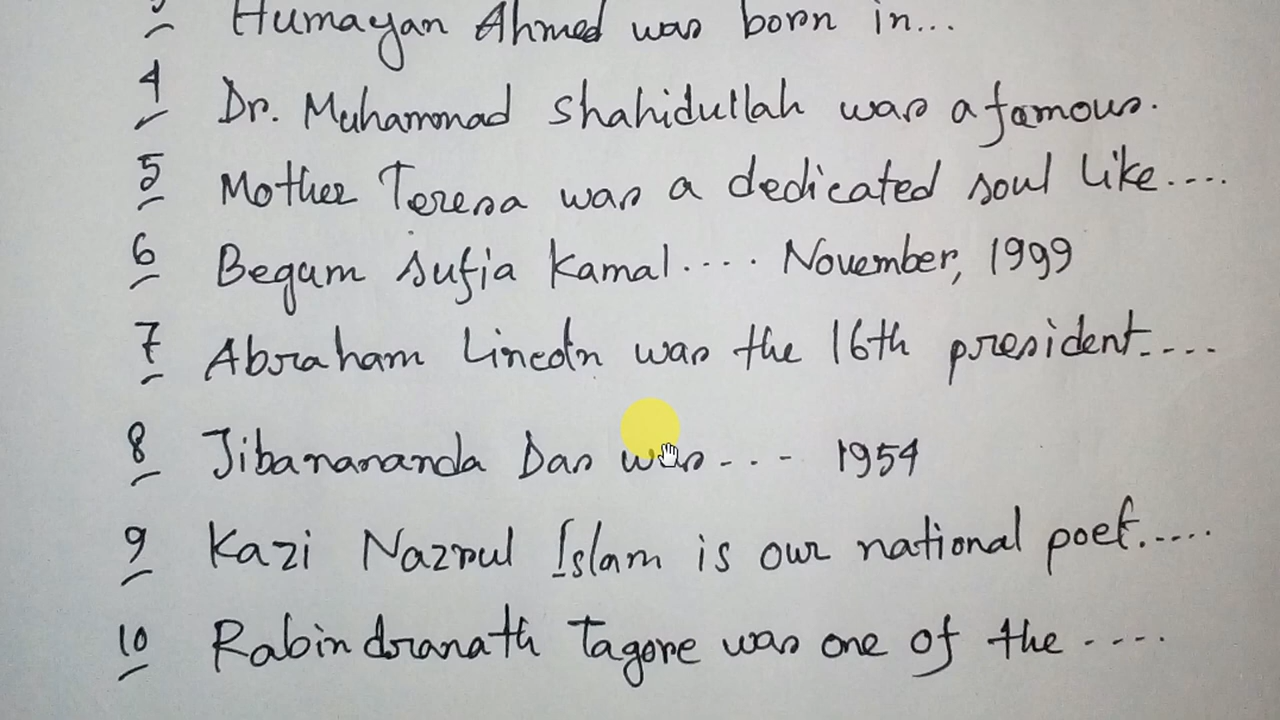 3 Humayan Ahmed was born in...
4 Dr. Muhammad Shahidullah was a famous.
5 Mother Teresa was a dedicated soul like....
6 Begum sufia kamal.... November, 1999
7 Abraham Lincoln was the 16th president....
8 Jibanananda Das was... 1954
9 Kazi Nazrul Islam is our national poet.....
10 Rabindranath Tagore was one of the ....